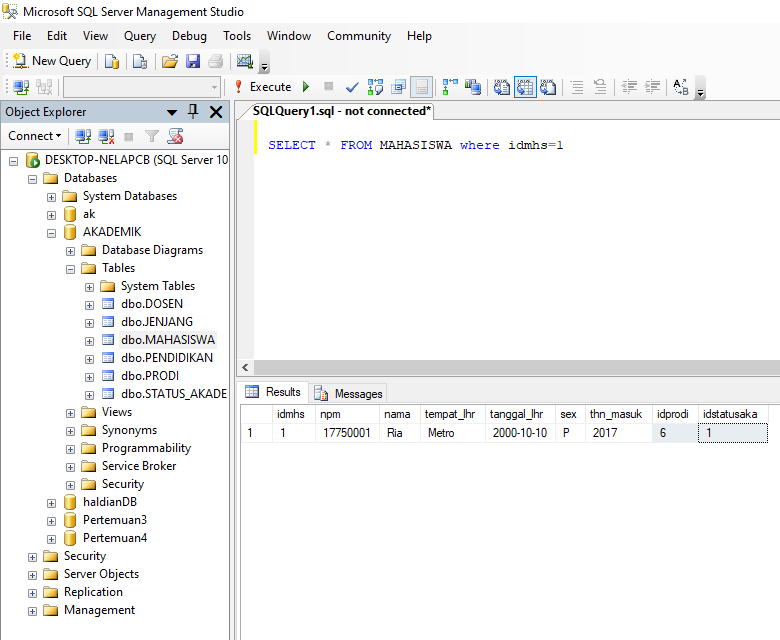 Microsoft SQL Server Management Studio
File Edit View Query Debug Tools Window Community Help
New Query
Execute
Object Explorer
Connect
DESKTOP-NELAPCB (SQL Server 10
Databases
System Databases
ak
AKADEMIK
Database Diagrams
Tables
System Tables
dbo.DOSEN
dbo.JENJANG
dbo.MAHASISWA
dbo.PENDIDIKAN
dbo.PRODI
dbo.STATUS_AKADE
Views
Synonyms
Programmability
Service Broker
Security
haldianDB
Pertemuan3
Pertemuan4
Security
Server Objects
Replication
Management
SQLQuery1.sql - not connected*
SELECT * FROM MAHASISWA where idmhs=1
Results Messages
idmhs npm nama tempat_lhr tanggal_lhr sex thn_masuk idprodi idstatusaka
1 1 17750001 Ria Metro 2000-10-10 P 2017 6 1